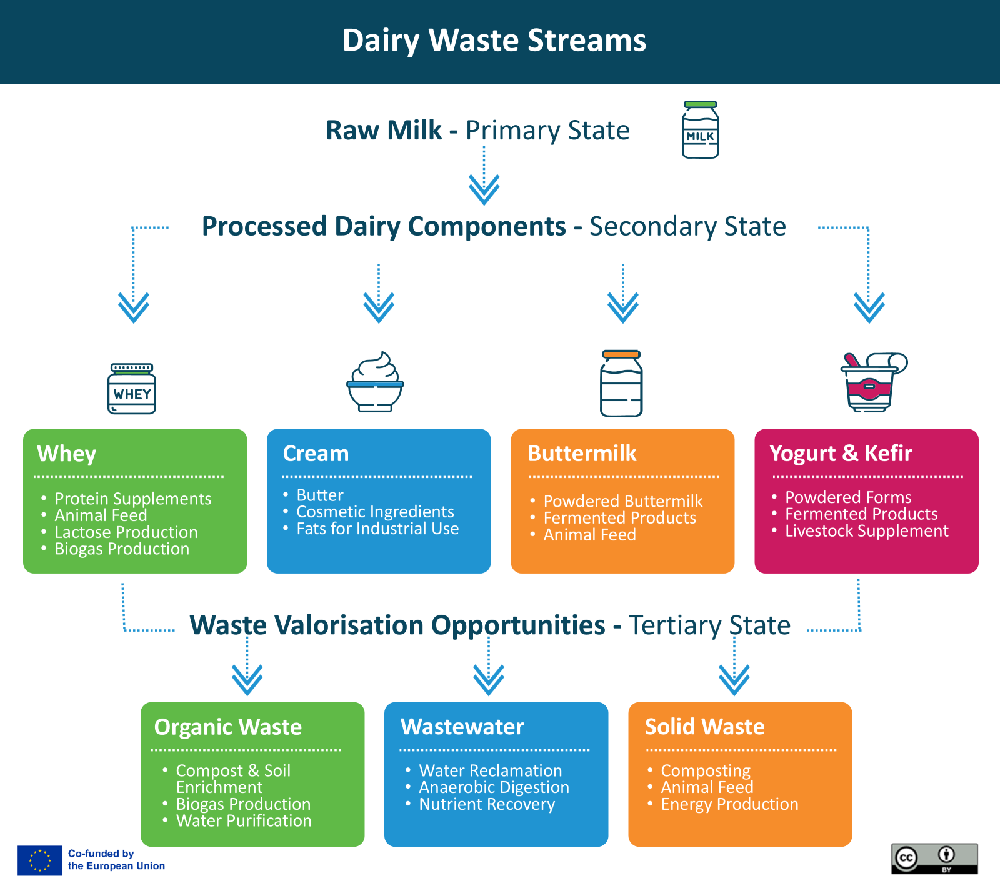 Dairy Waste Streams
Raw Milk - Primary State
MILK
Processed Dairy Components - Secondary State
WHEY
Whey
• Protein Supplements
• Animal Feed
• Lactose Production
• Biogas Production
Cream
• Butter
• Cosmetic Ingredients
• Fats for Industrial Use
Buttermilk
• Powdered Buttermilk
• Fermented Products
• Animal Feed
Yogurt & Kefir
• Powdered Forms
• Fermented Products
• Livestock Supplement
Waste Valorisation Opportunities - Tertiary State
Organic Waste
• Compost & Soil
Enrichment
• Biogas Production
• Water Purification
Wastewater
• Water Reclamation
• Anaerobic Digestion
• Nutrient Recovery
Solid Waste
• Composting
• Animal Feed
• Energy Production
Co-funded by
the European Union
cc
BY